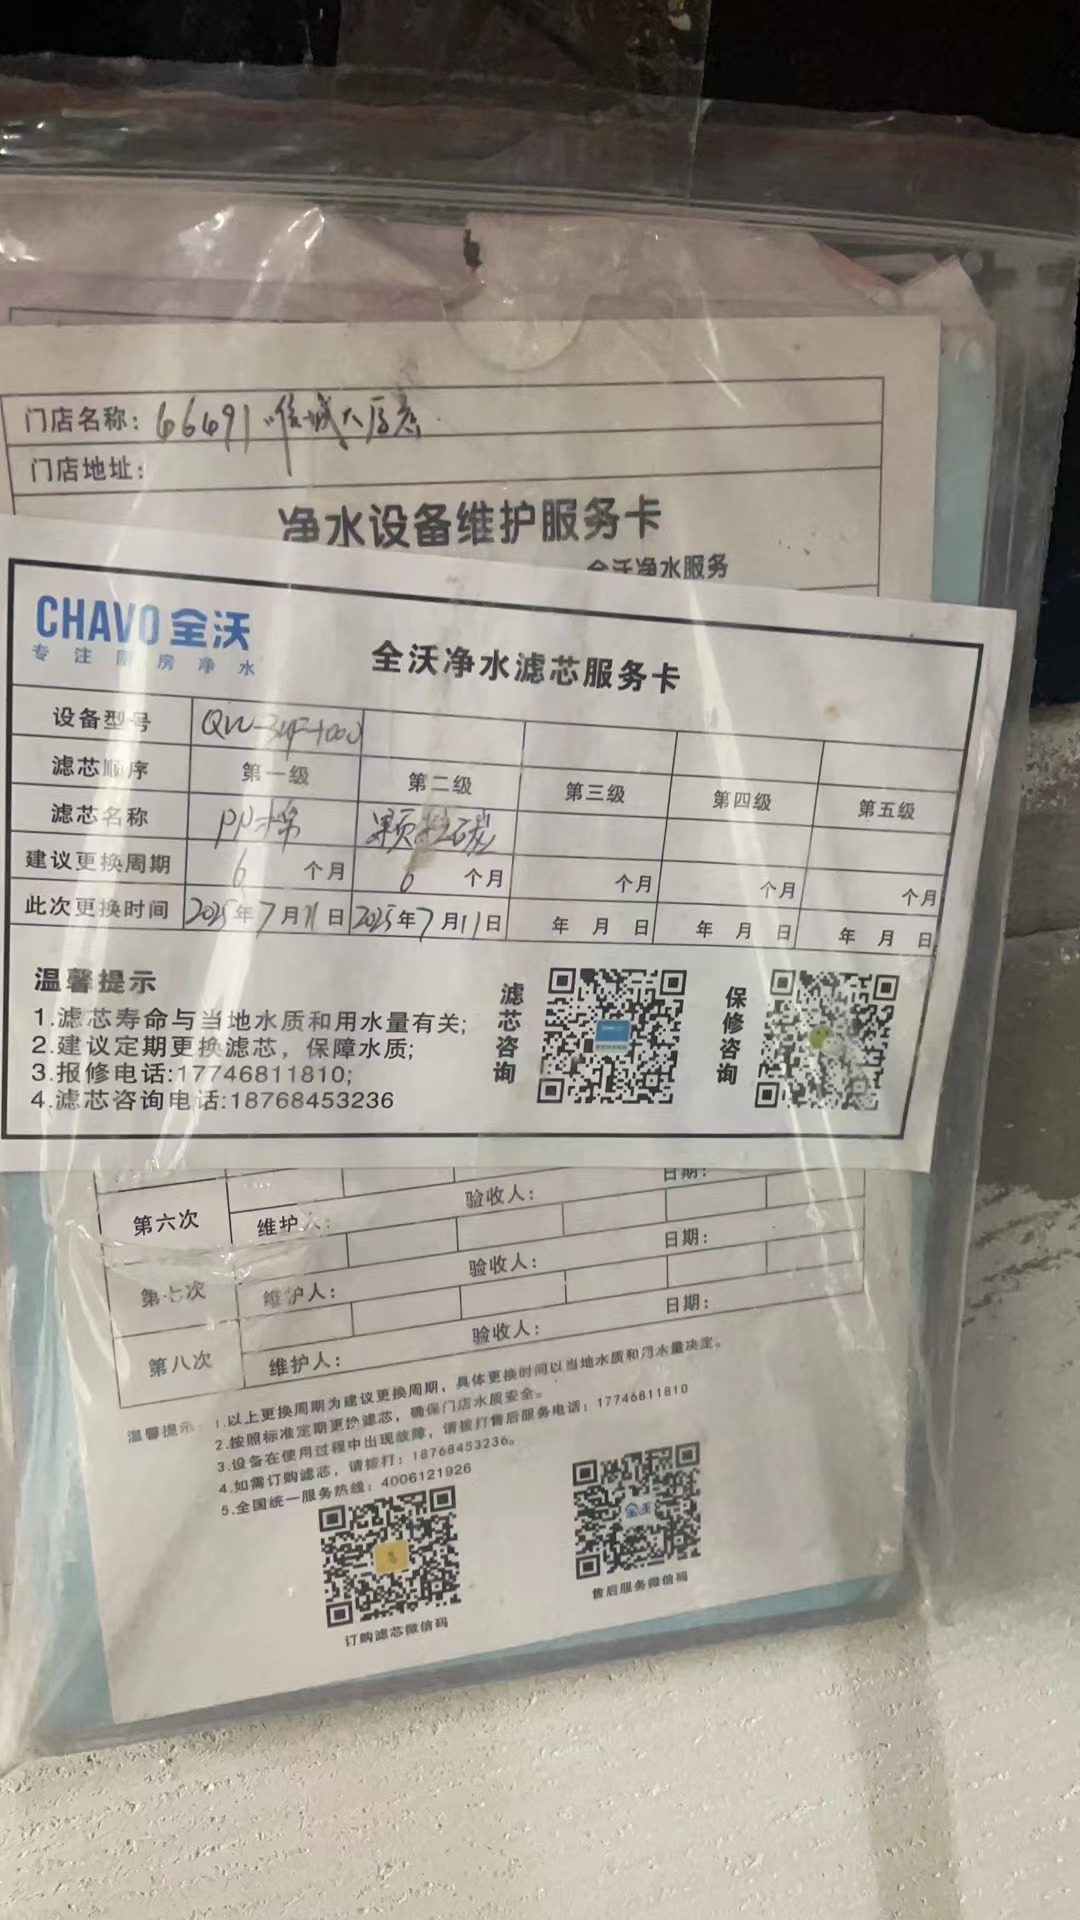 门店名称：66491
门店地址：
净水设备维护服务卡
全沃净水服务
CHAVO 全沃
专注厨房净水
全沃净水滤芯服务卡
设备型号
滤芯顺序 第一级 第二级 第三级 第四级 第五级
滤芯名称 PP棉 颗粒碳
建议更换周期 6 个月 6 个月 个月 个月 个月
此次更换时间 2025年7月11日 2025年7月11日 年 月 日 年 月 日 年 月 日
温馨提示
1.滤芯寿命与当地水质和用水量有关;
2.建议定期更换滤芯，保障水质;
3.报修电话:17746811810;
4.滤芯咨询电话:18768453236
滤芯咨询
保修咨询
验收人： 日期：
第六次 维护人：
验收人： 日期：
第七次 维护人：
验收人： 日期：
第八次 维护人：
温馨提示：1.以上更换周期为建议更换周期，具体更换时间以当地水质和用水量决定。
2.按照标准定期更换滤芯，确保门店水质安全。
3.设备在使用过程中出现故障，请拨打售后服务电话：17746811810
4.如需订购滤芯，请拨打：18768453236。
5.全国统一服务热线：4006121926
全沃
订购滤芯微信码
售后服务微信码